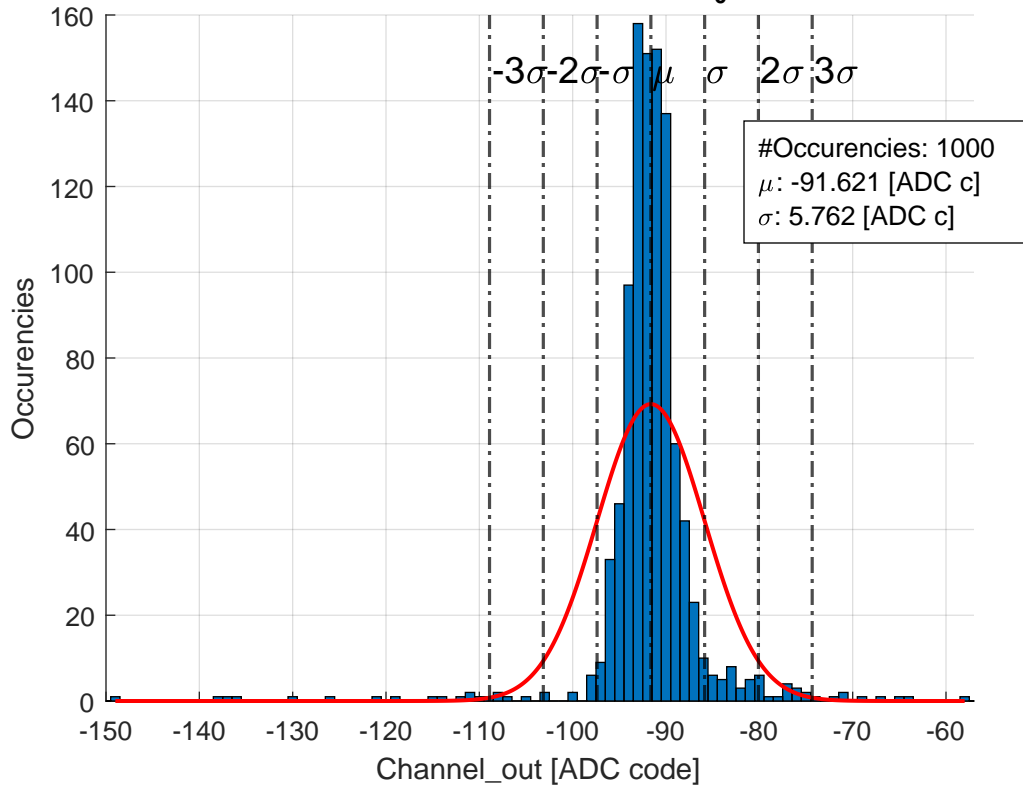 160
140
120
100
80
60
40
20
0
Occurencies
-3σ -2σ -σ μ σ 2σ 3σ
#Occurencies: 1000
μ: -91.621 [ADC c]
σ: 5.762 [ADC c]
-150 -140 -130 -120 -110 -100 -90 -80 -70 -60
Channel_out [ADC code]